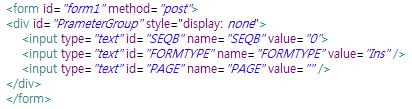 <form id="form1" method="post">
<div id="PrameterGroup" style="display: none">
<input type="text" id="SEQB" name="SEQB" value="0">
<input type="text" id="FORMTYPE" name="FORMTYPE" value="Ins" />
<input type="text" id="PAGE" name="PAGE" value="" />
</div>
</form>